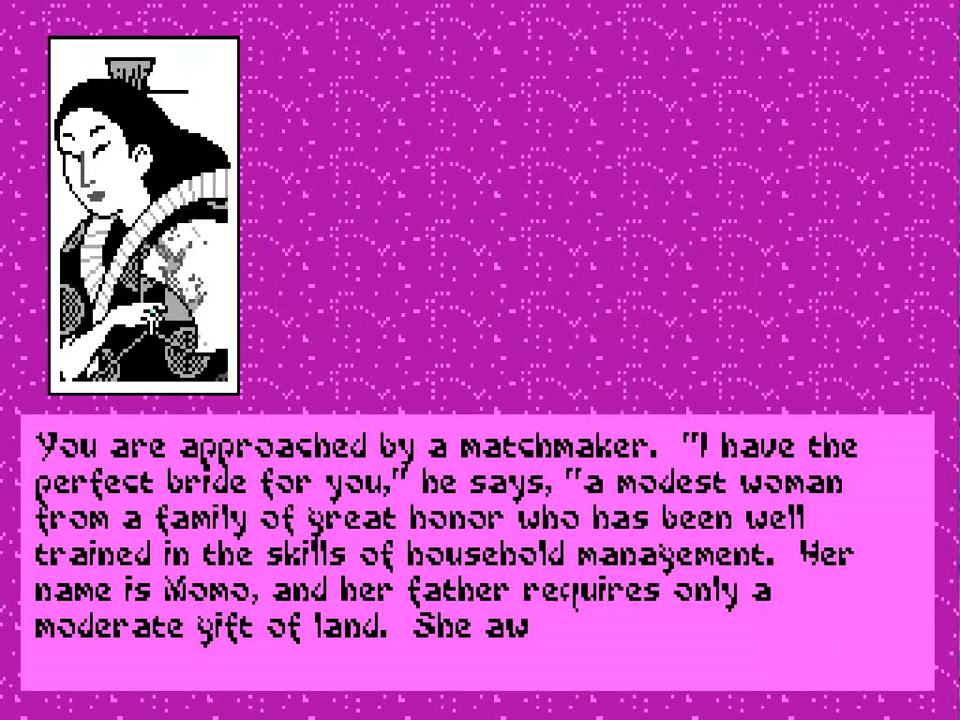 You are approached by a matchmaker.  "I have the
perfect bride for you," he says, "a modest woman
from a family of great honor who has been well
trained in the skills of household management.  Her
name is Momo, and her father requires only a
moderate gift of land.  She aw